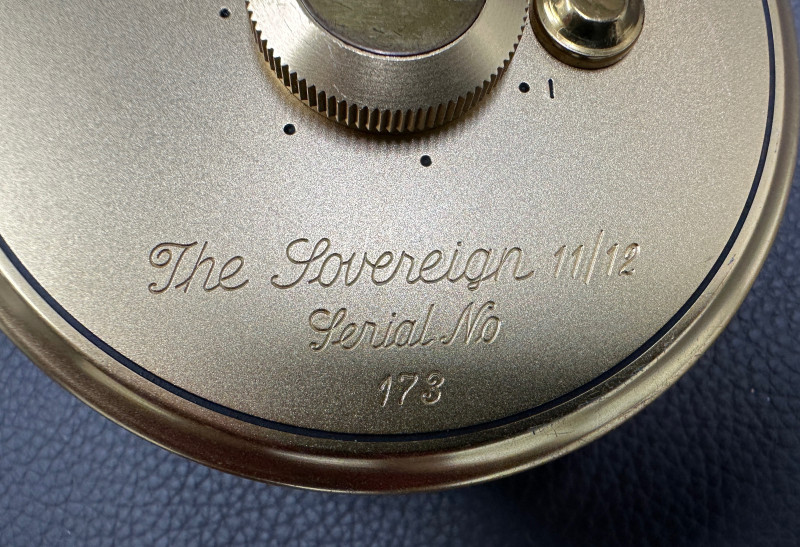 The Sovereign 11/12
Serial No
173